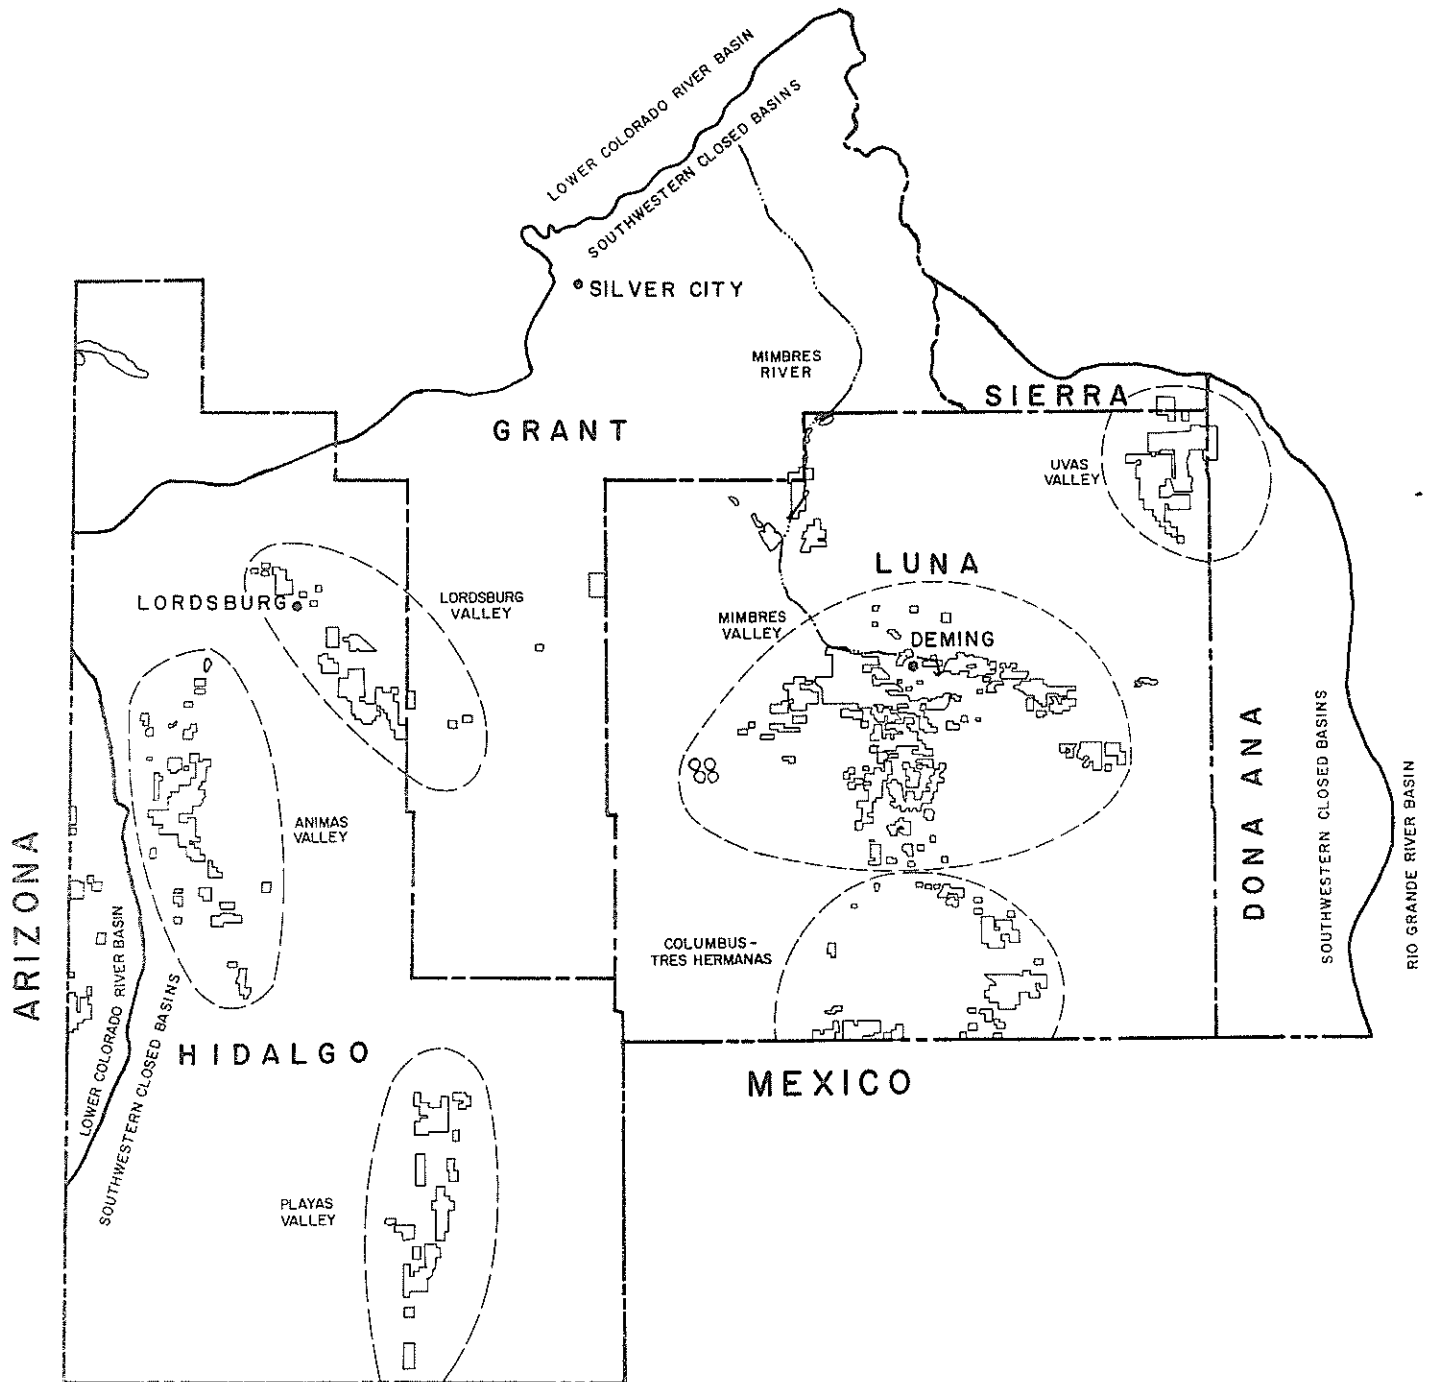 LOWER COLORADO RIVER BASIN
SOUTHWESTERN CLOSED BASINS
SILVER CITY
MIMBRES
RIVER
SIERRA
GRANT
UVAS
VALLEY
LUNA
LORDSBURG
LORDSBURG
VALLEY
MIMBRES
VALLEY
DEMING
ANIMAS
VALLEY
ARIZONA
LOWER COLORADO RIVER BASIN
SOUTHWESTERN CLOSED BASINS
COLUMBUS-
TRES HERMANAS
DONA ANA
SOUTHWESTERN CLOSED BASINS
RIO GRANDE RIVER BASIN
HIDALGO
MEXICO
PLAYAS
VALLEY